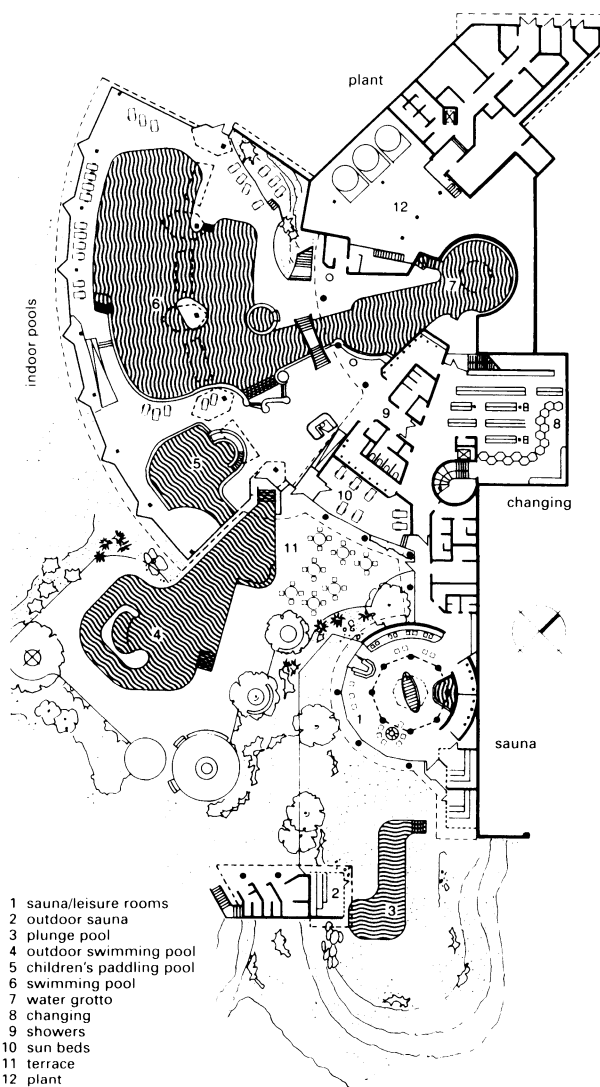 plant
12
7
6
indoor pools
9
8
5
10
changing
11
4
1
sauna
2
3
1 sauna/leisure rooms
2 outdoor sauna
3 plunge pool
4 outdoor swimming pool
5 children's paddling pool
6 swimming pool
7 water grotto
8 changing
9 showers
10 sun beds
11 terrace
12 plant